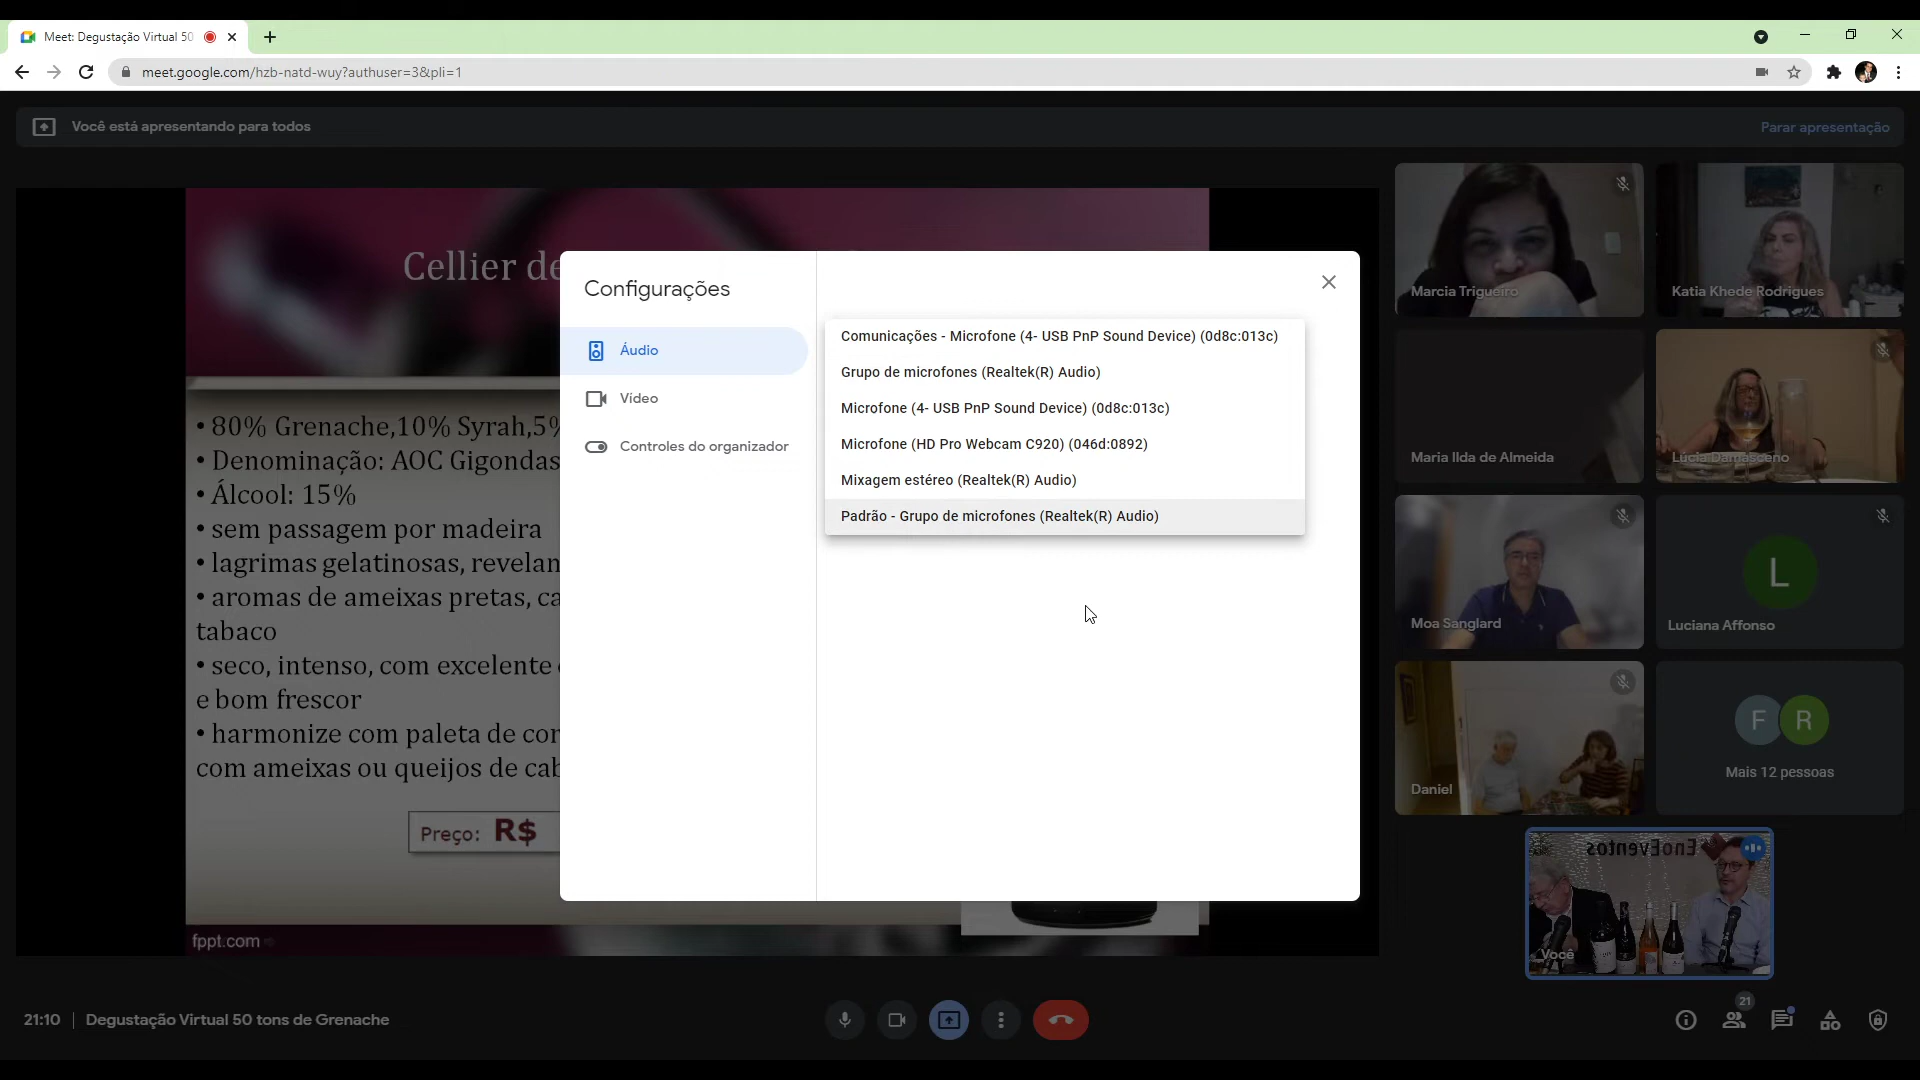 Meet: Degustação Virtual 50
meet.google.com/hzb-natd-wuy?authuser=3&pli=1
Você está apresentando para todos
Parar apresentação
Cellier de
• 80% Grenache,10% Syrah,5%
• Denominação: AOC Gigondas
• Álcool: 15%
• sem passagem por madeira
• lagrimas gelatinosas, revelan
• aromas de ameixas pretas, ca
tabaco
• seco, intenso, com excelente
e bom frescor
• harmonize com paleta de cor
com ameixas ou queijos de cab
Preço: R$
fppt.com
Configurações
Áudio
Vídeo
Controles do organizador
Comunicações - Microfone (4- USB PnP Sound Device) (0d8c:013c)
Grupo de microfones (Realtek(R) Audio)
Microfone (4- USB PnP Sound Device) (0d8c:013c)
Microfone (HD Pro Webcam C920) (046d:0892)
Mixagem estéreo (Realtek(R) Audio)
Padrão - Grupo de microfones (Realtek(R) Audio)
Marcia Trigueiro
Katia Khede Rodrigues
Maria Ilda de Almeida
Lúcia Damasceno
Moa Sanglard
L
Luciana Affonso
Daniel
F R
Mais 12 pessoas
EnoEventos
Você
21:10 | Degustação Virtual 50 tons de Grenache
21